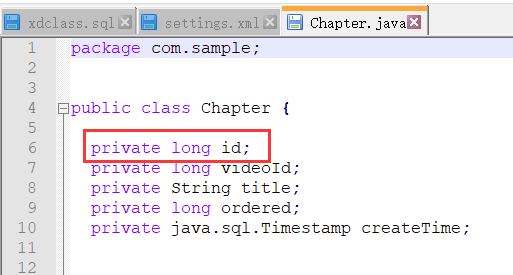 xdclass.sql settings.xml Chapter.java
1 package com.sample;
2
3
4 public class Chapter {
5
6 private long id;
7 private long videoId;
8 private String title;
9 private long ordered;
10 private java.sql.Timestamp createTime;
11
12